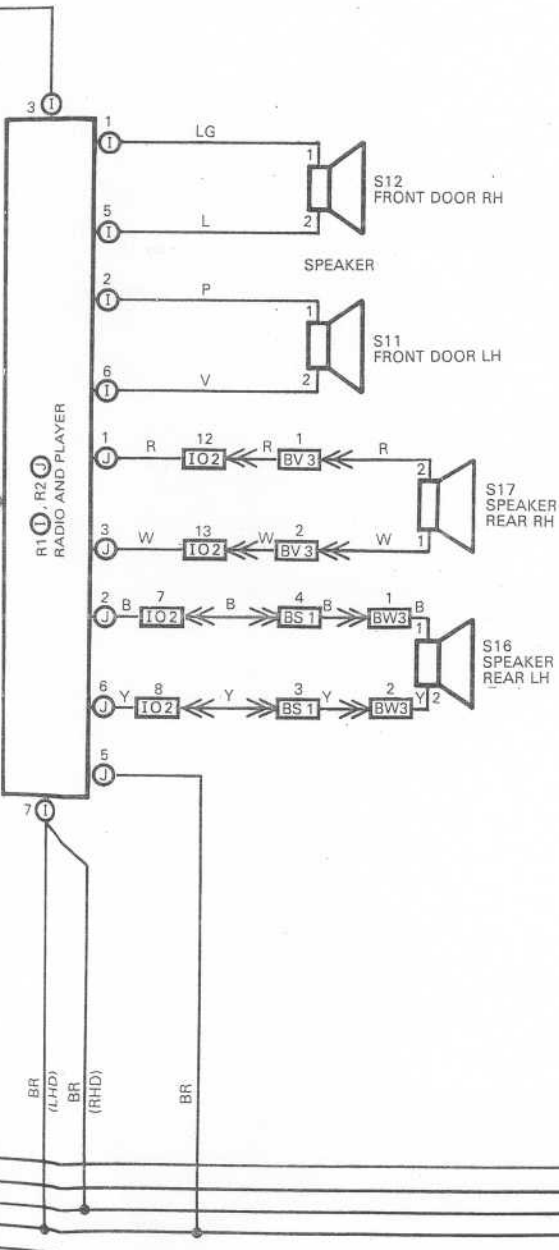 3 I
1
I
LG
1
S12
FRONT DOOR RH
5
I
L
2
SPEAKER
2
I
P
1
S11
FRONT DOOR LH
6
I
V
2
R1 I, R2 J
RADIO AND PLAYER
1
J
R
12
IO2
R
1
BV3
R
2
S17
SPEAKER
REAR RH
3
J
W
13
IO2
W
2
BV3
W
1
2
J
B
7
IO2
B
4
BS1
B
1
BW3
B
1
S16
SPEAKER
REAR LH
6
J
Y
8
IO2
Y
3
BS1
Y
2
BW3
Y
2
5
J
7 I
BR
(LHD)
BR
(RHD)
BR